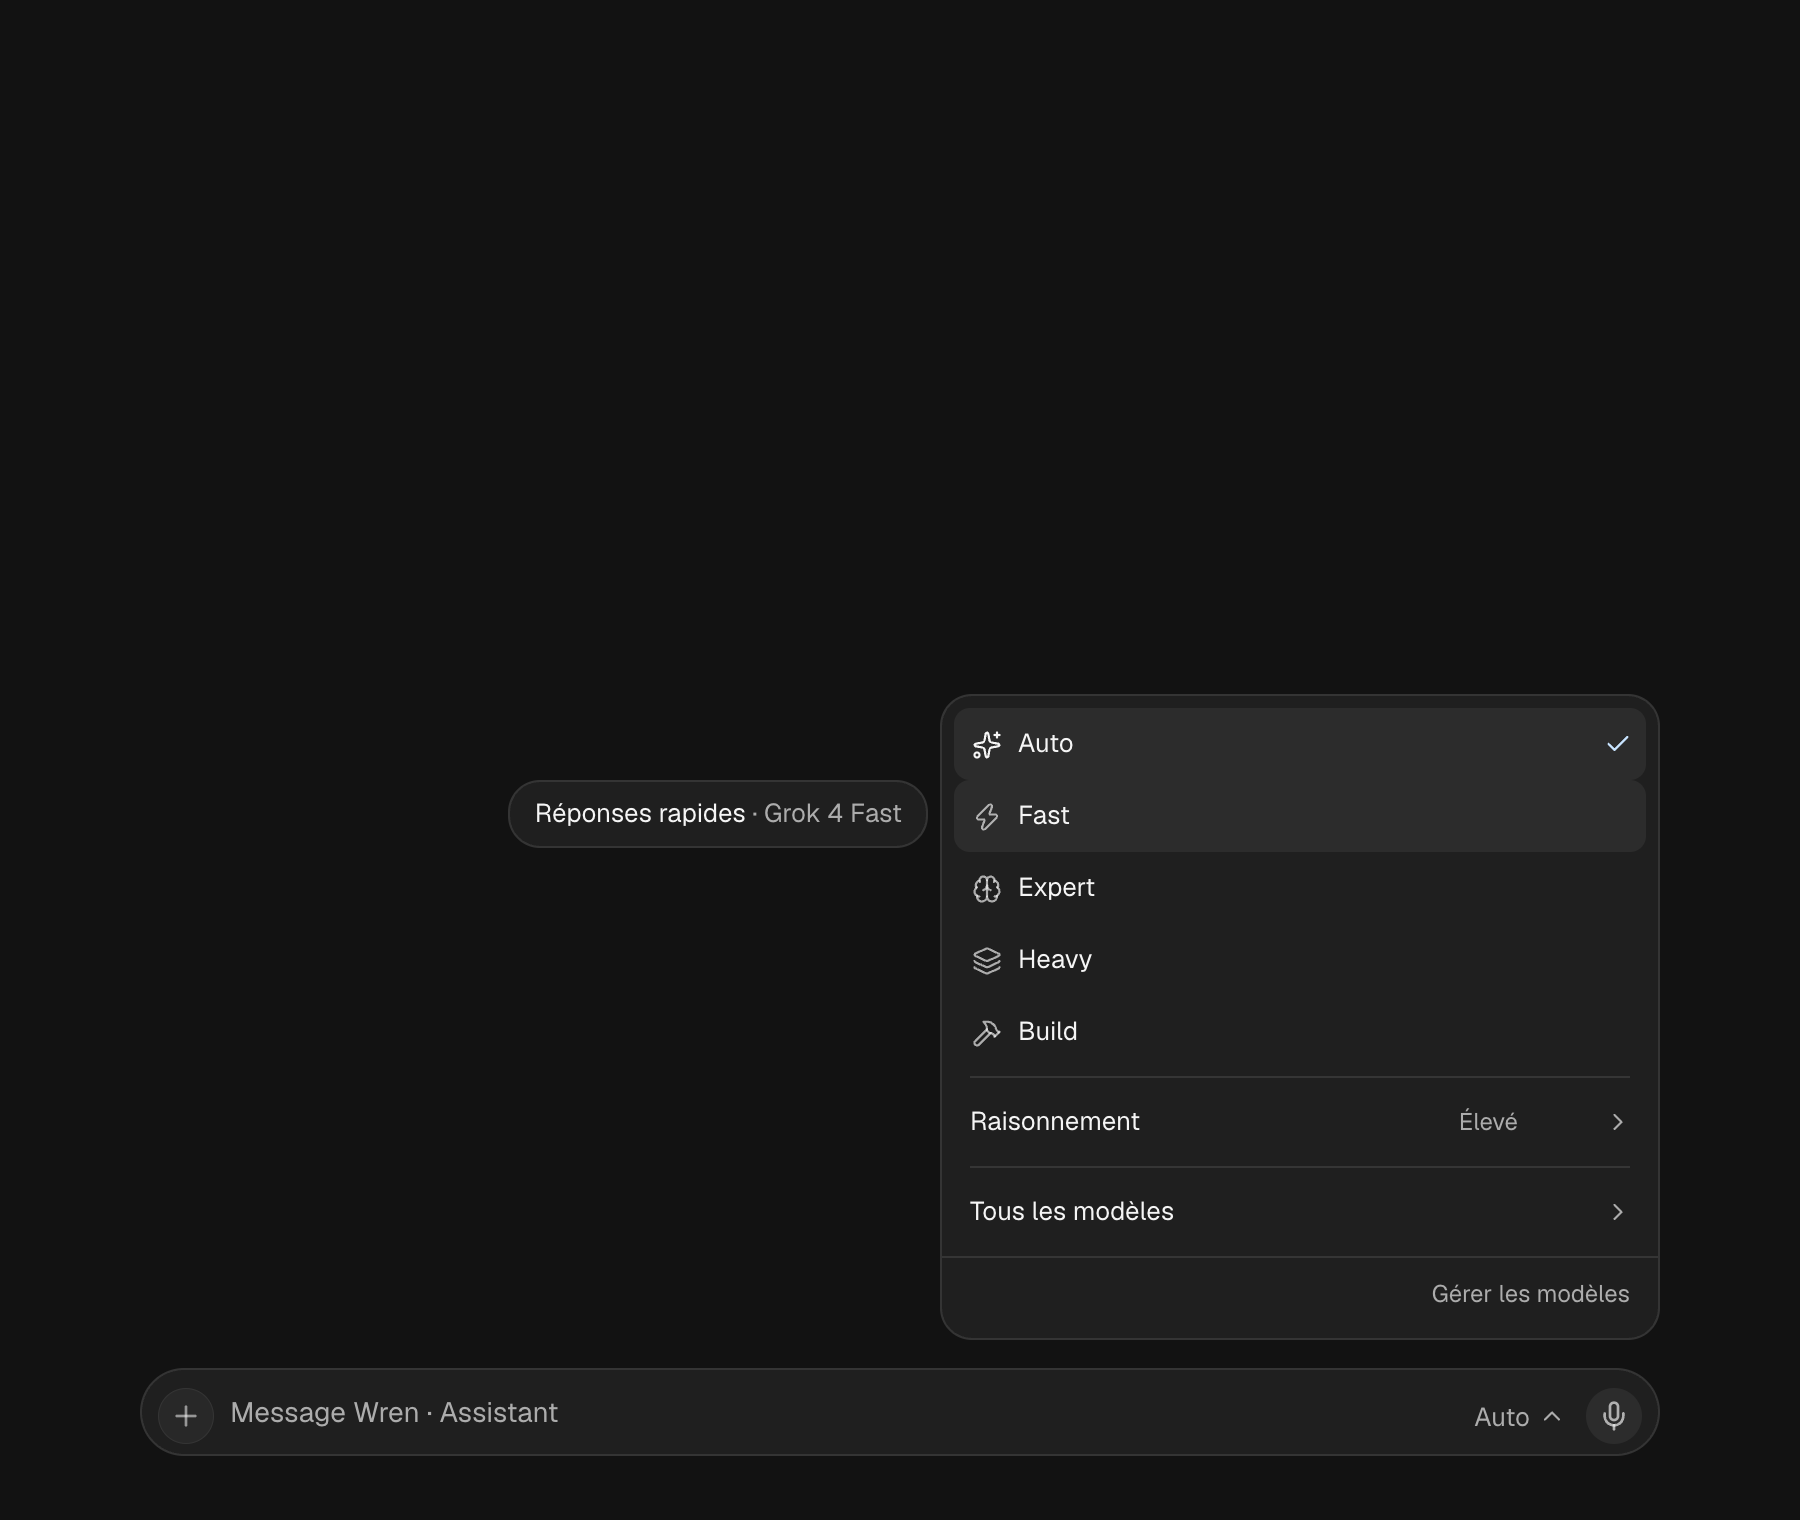 Auto
Réponses rapides · Grok 4 Fast
Fast
Expert
Heavy
Build
Raisonnement Élevé
Tous les modèles
Gérer les modèles
Message Wren · Assistant
Auto